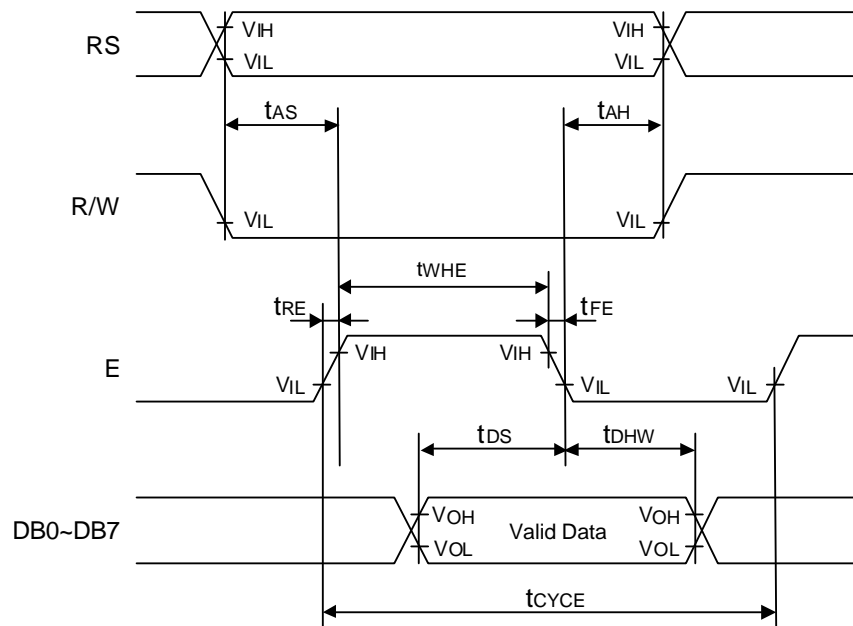 RS
VIH
VIL
VIH
VIL
tAS
tAH
R/W
VIL
VIL
tWHE
tRE
tFE
E
VIH
VIH
VIL
VIL
VIL
tDS
tDHW
DB0~DB7
VOH
VOL
Valid Data
VOH
VOL
tCYCE